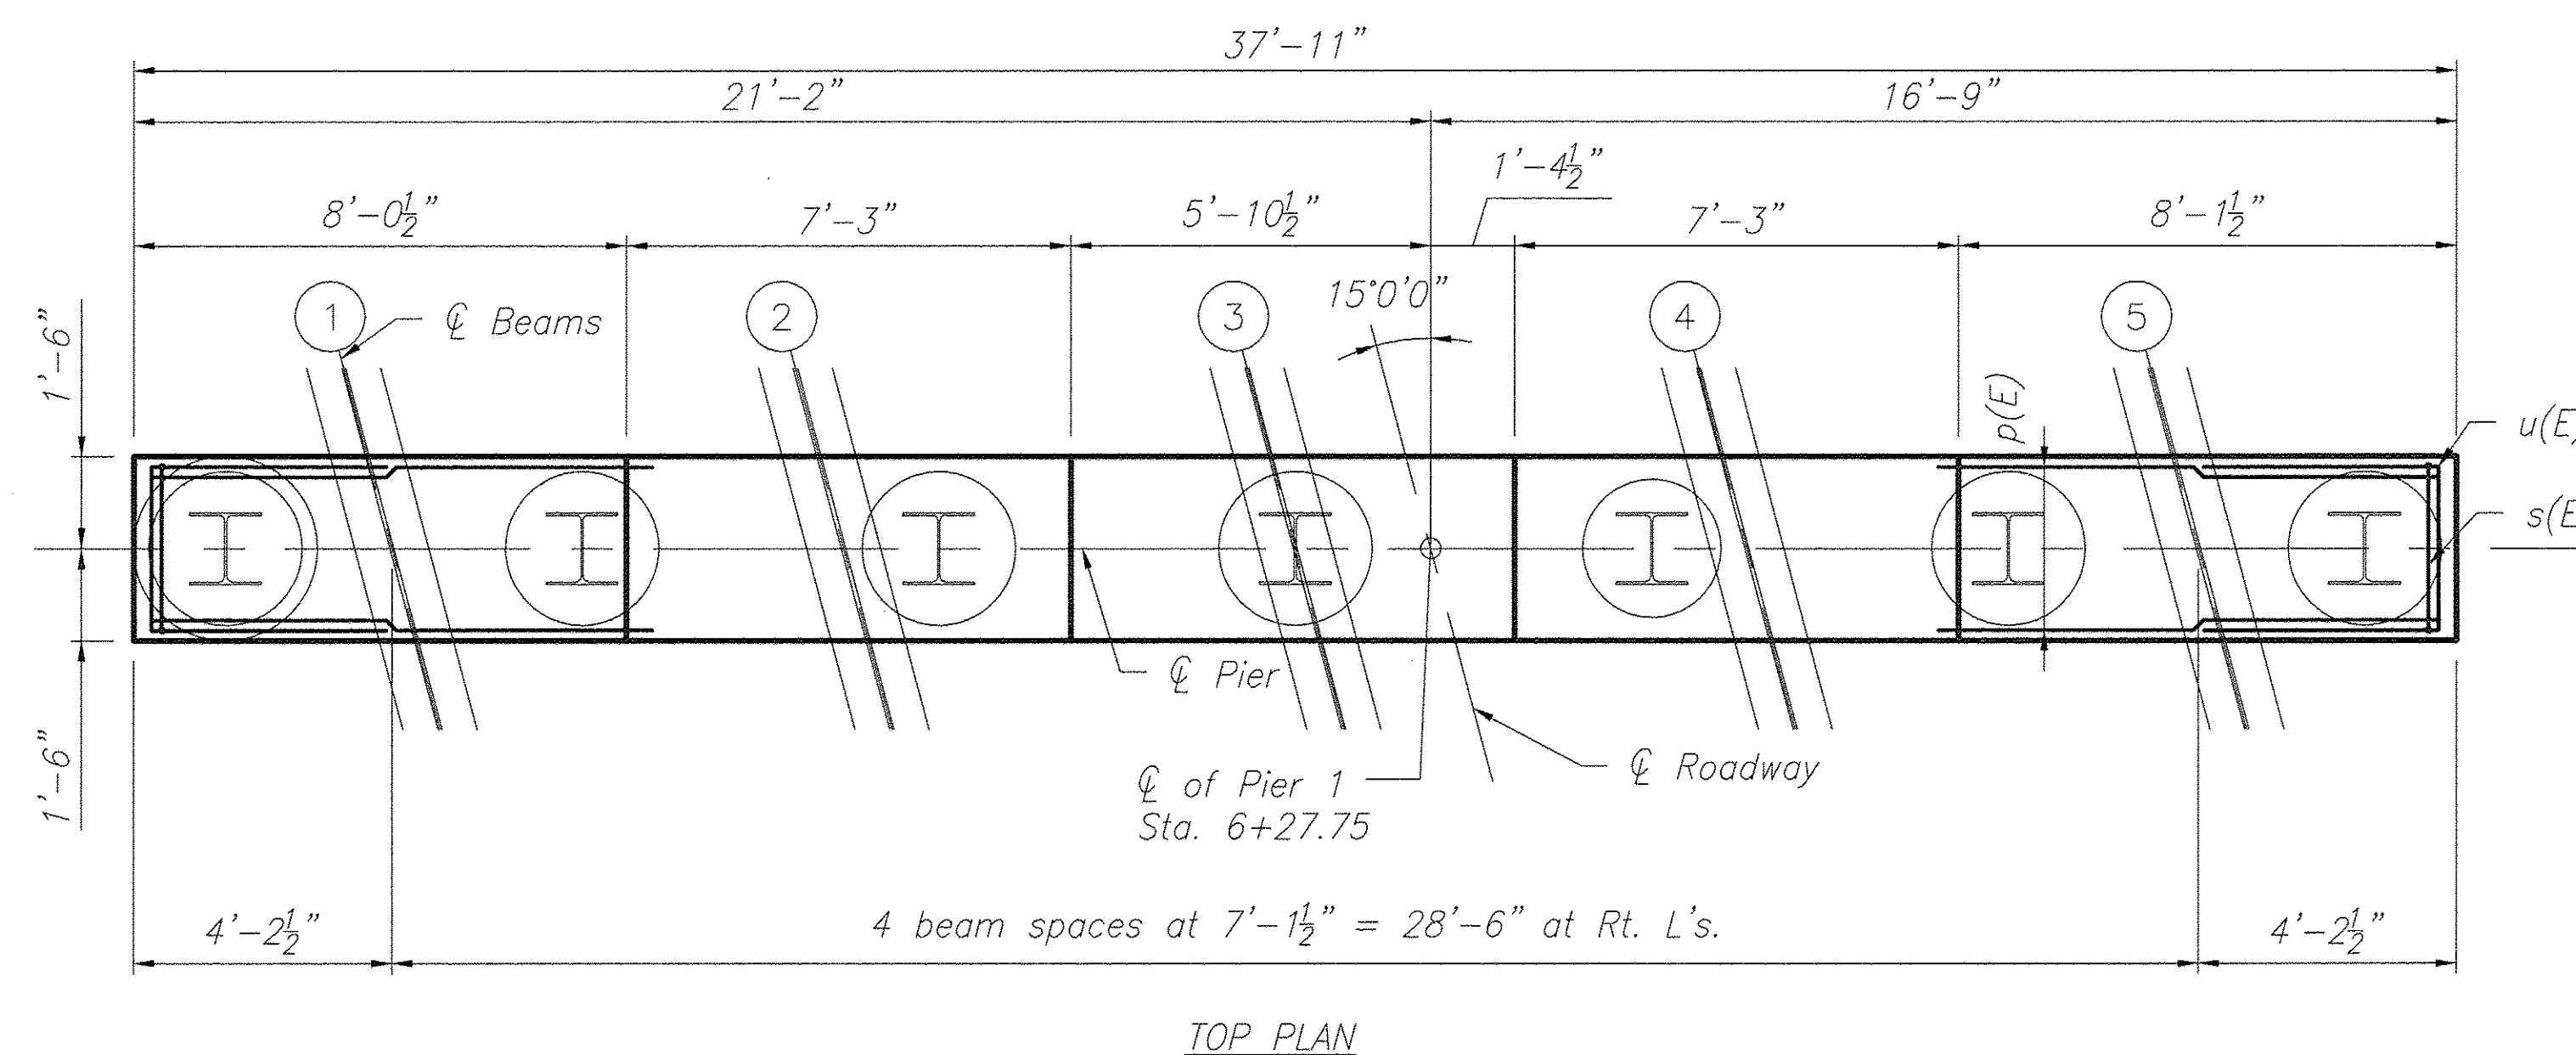 37'-11"
21'-2"
16'-9"
1'-4½"
8'-0½"
7'-3"
5'-10½"
7'-3"
8'-1½"
15°0'0"
1
℄ Beams
2
3
4
5
1'-6"
p(E)
u(E)
s(E
℄ Pier
1'-6"
℄ of Pier 1
Sta. 6+27.75
℄ Roadway
4'-2½"
4 beam spaces at 7'-1½" = 28'-6" at Rt. L's.
4'-2½"
TOP PLAN